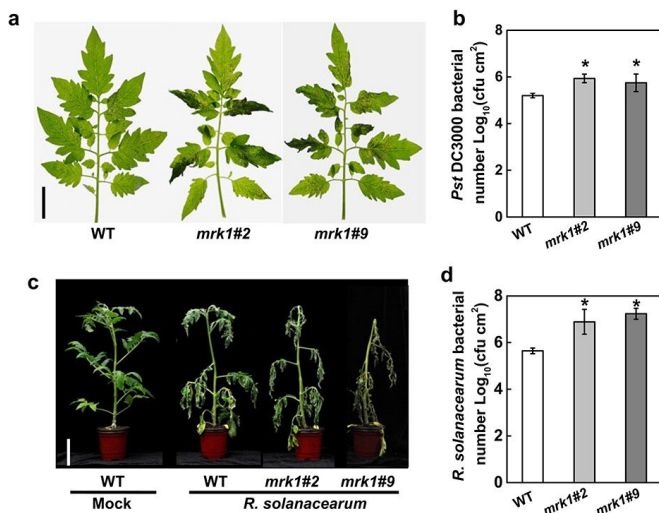 a
WT
mrk1#2
mrk1#9
b
Pst DC3000 bacterial
number Log10(cfu cm2)
8
6
4
2
0
*
*
WT
mrk1#2
mrk1#9
c
WT
WT
mrk1#2
mrk1#9
Mock
R. solanacearum
d
R. solanacearum bacterial
number Log10(cfu cm2)
8
6
4
2
0
*
*
WT
mrk1#2
mrk1#9